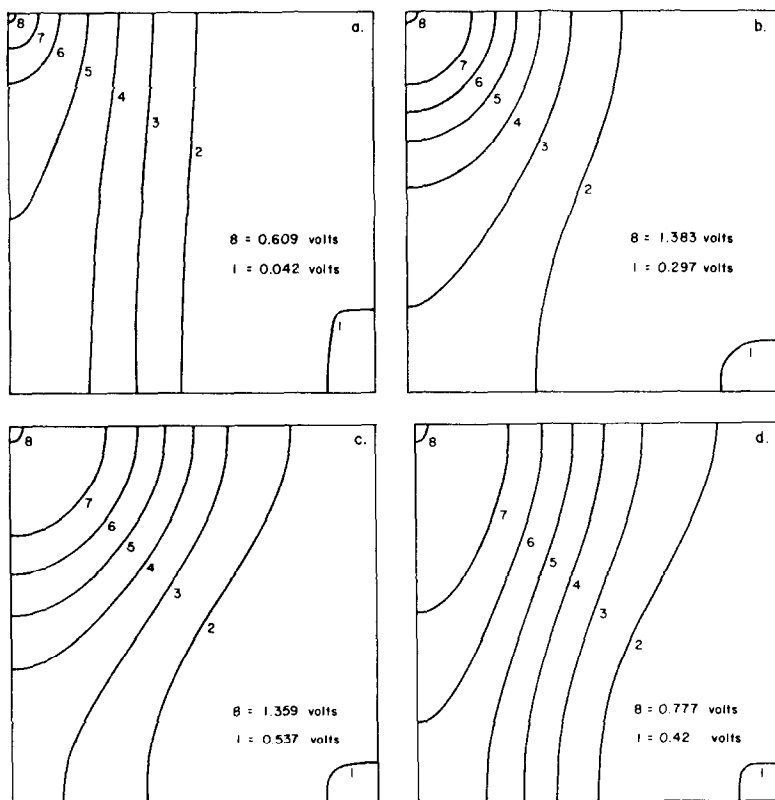 a.
8
7
6
5
4
3
2
8 = 0.609 volts
1 = 0.042 volts
1
b.
7
6
5
4
3
2
8 = 1.383 volts
1 = 0.297 volts
1
8
c.
8
7
6
5
4
3
2
8 = 1.359 volts
1 = 0.537 volts
1
d.
8
7
6
5
4
3
2
8 = 0.777 volts
1 = 0.42 volts
1